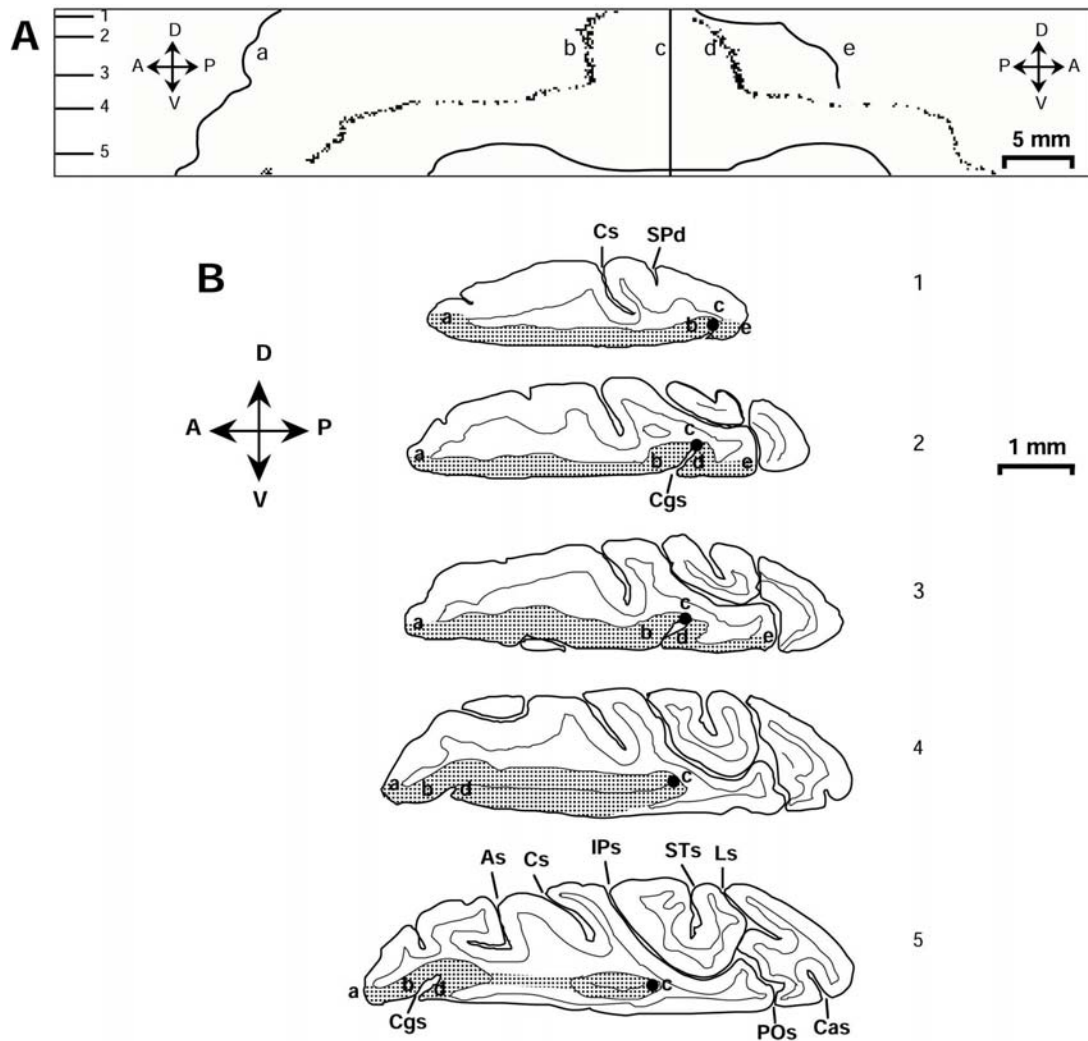 A
1
2
3
4
5
D
A P
V
a
b
c
d
e
D
P A
V
5 mm
B
D
A P
V
Cs SPd
a b c e
1
a b c d e
Cgs
2
1 mm
a b c d e
3
a b d c
4
As Cs IPs STs Ls
a b d c
Cgs POs Cas
5